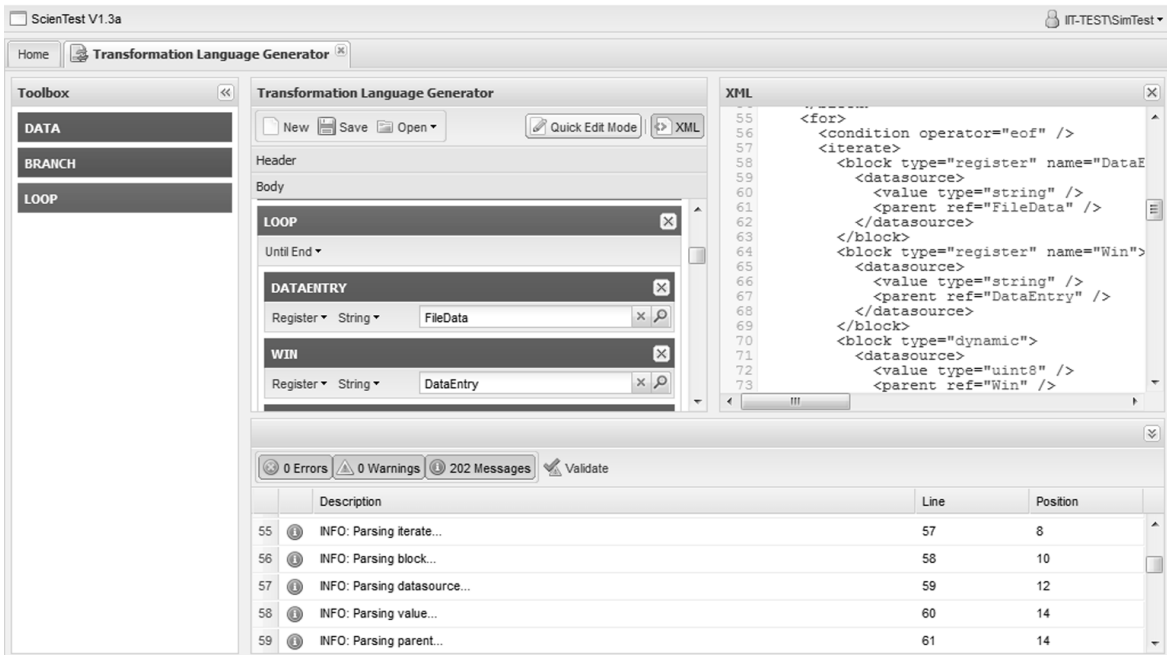 ScienTest V1.3a
IIT-TEST\SimTest
Home
Transformation Language Generator
Toolbox
DATA
BRANCH
LOOP
Transformation Language Generator
New Save Open Quick Edit Mode XML
Header
Body
LOOP
Until End
DATAENTRY
Register String FileData
WIN
Register String DataEntry
XML
55 <for>
56 <condition operator="eof" />
57 <iterate>
58 <block type="register" name="DataE
59 <datasource>
60 <value type="string" />
61 <parent ref="FileData" />
62 </datasource>
63 </block>
64 <block type="register" name="Win">
65 <datasource>
66 <value type="string" />
67 <parent ref="DataEntry" />
68 </datasource>
69 </block>
70 <block type="dynamic">
71 <datasource>
72 <value type="uint8" />
73 <parent ref="Win" />
0 Errors 0 Warnings 202 Messages Validate
Description Line Position
55 INFO: Parsing iterate... 57 8
56 INFO: Parsing block... 58 10
57 INFO: Parsing datasource... 59 12
58 INFO: Parsing value... 60 14
59 INFO: Parsing parent... 61 14